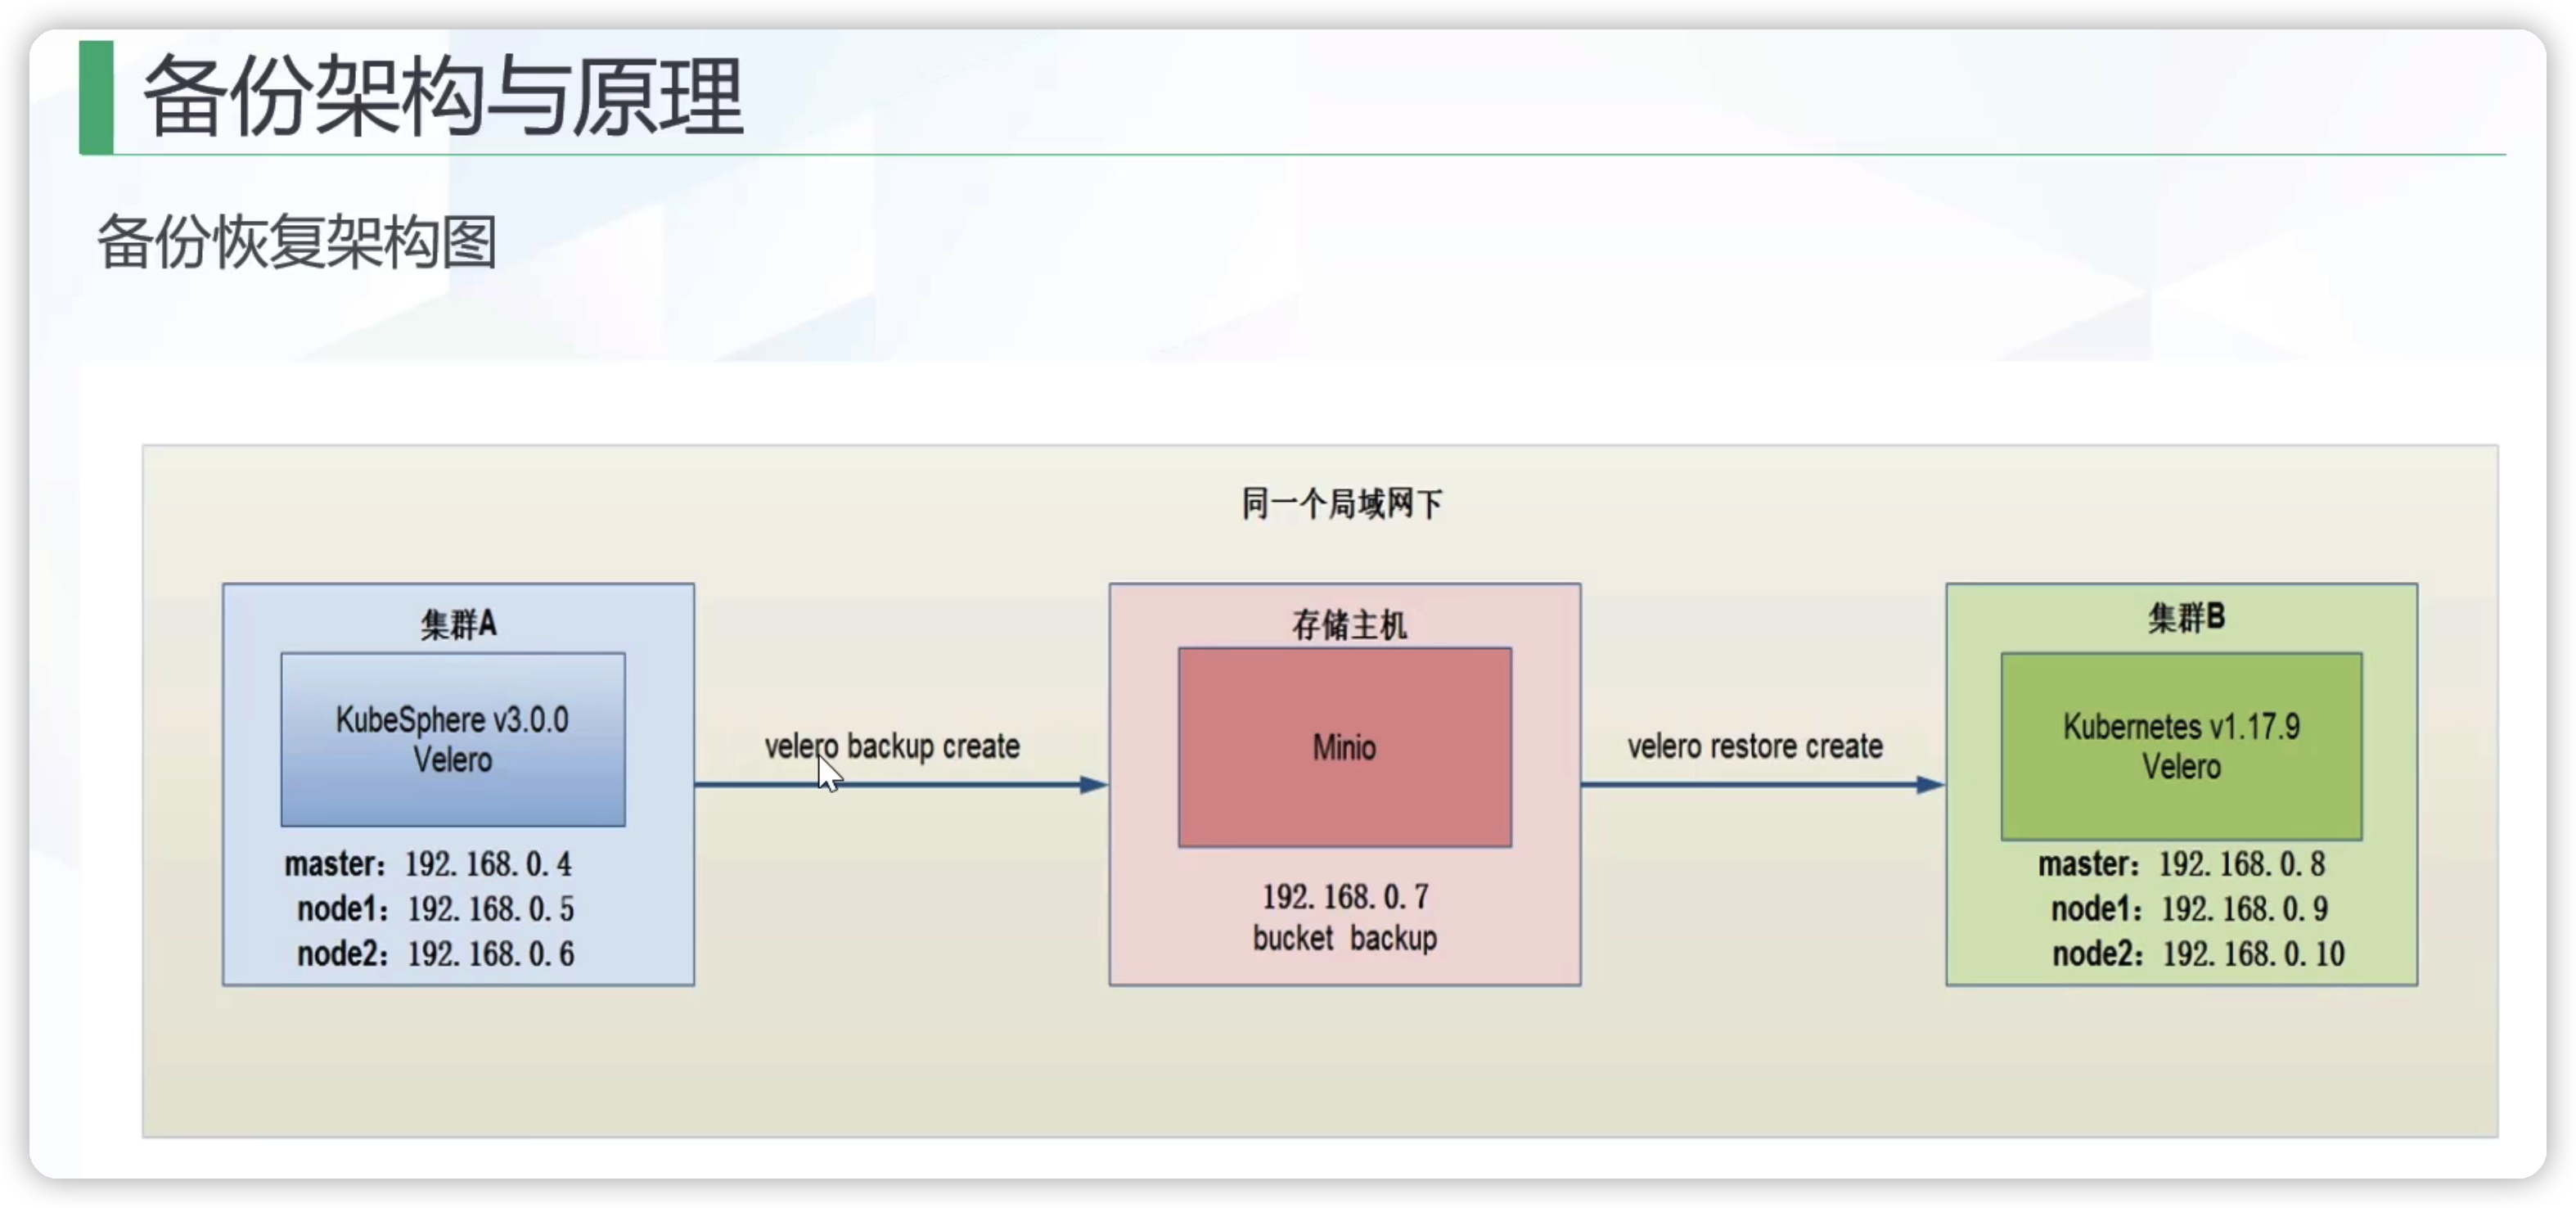 备份架构与原理
备份恢复架构图
同一个局域网下
集群A
KubeSphere v3.0.0
Velero
master: 192.168.0.4
node1: 192.168.0.5
node2: 192.168.0.6
velero backup create
存储主机
Minio
192.168.0.7
bucket backup
velero restore create
集群B
Kubernetes v1.17.9
Velero
master: 192.168.0.8
node1: 192.168.0.9
node2: 192.168.0.10